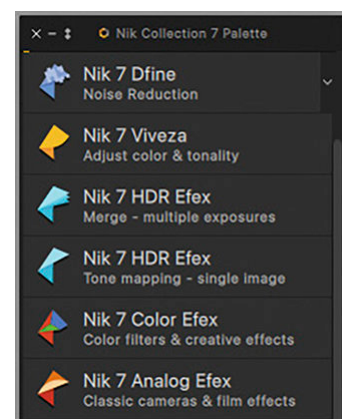 Nik Collection 7 Palette
Nik 7 Dfine
Noise Reduction
Nik 7 Viveza
Adjust color & tonality
Nik 7 HDR Efex
Merge - multiple exposures
Nik 7 HDR Efex
Tone mapping - single image
Nik 7 Color Efex
Color filters & creative effects
Nik 7 Analog Efex
Classic cameras & film effects